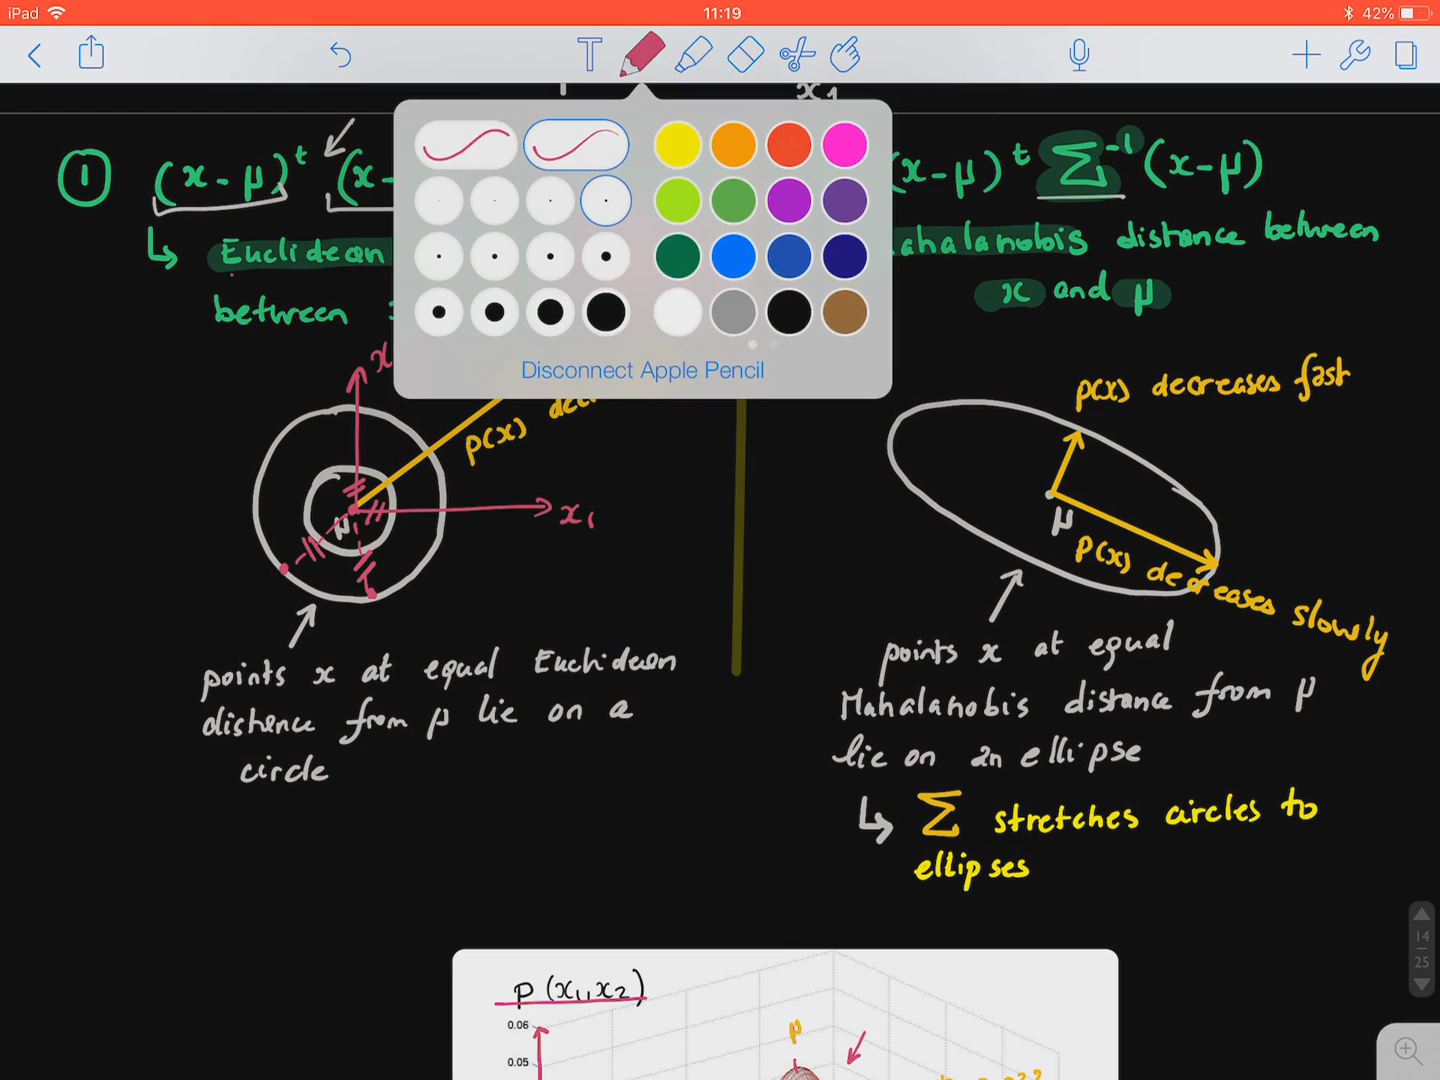 iPad
11:19
42%
T
x₁
① (x-μ)ᵗ (x-
(x-μ)ᵗ Σ⁻¹ (x-μ)
↳ Euclidean
ahalanobis distance between
between
x and μ
Disconnect Apple Pencil
x
p(x) dec
p(x) decreases fast
μ
x₁
μ
p(x) decreases slowly
points x at equal Euclidean
distance from μ lie on a
circle
points x at equal
Mahalanobis distance from μ
lie on an ellipse
↳ Σ stretches circles to
ellipses
14
25
p(x₁,x₂)
0.06
0.05
μ